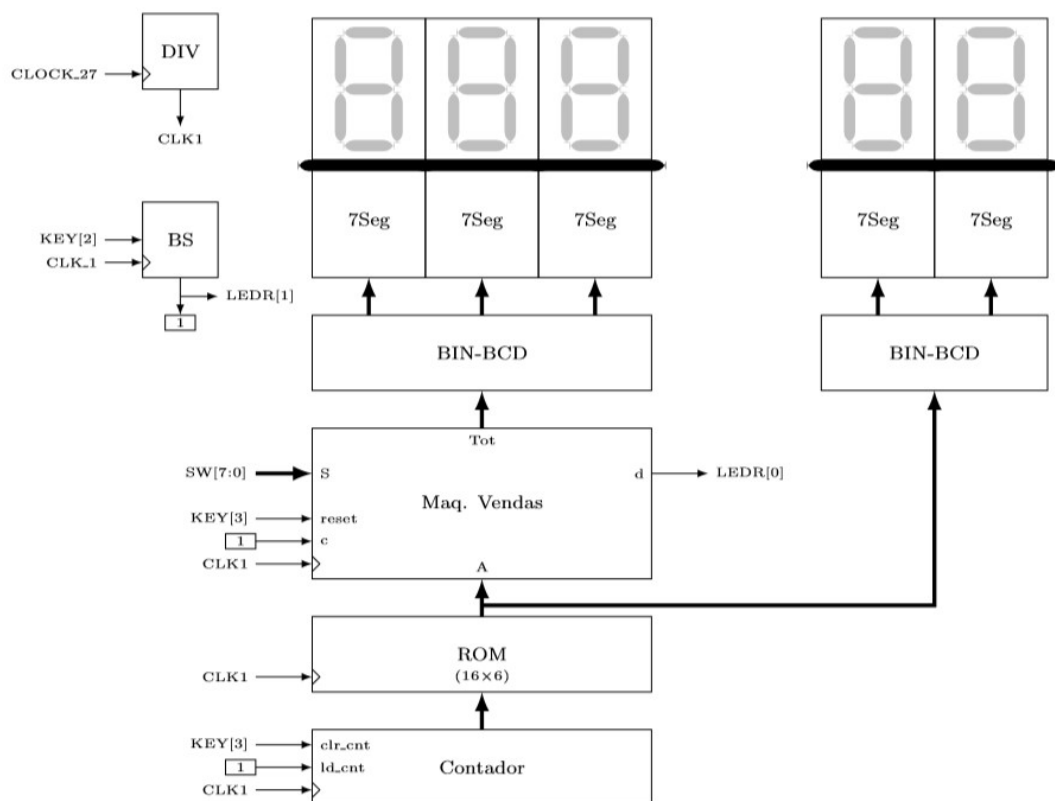 DIV
CLOCK_27
CLK1
7Seg 7Seg 7Seg 7Seg 7Seg
KEY[2] BS
CLK_1
LEDR[1]
1
BIN-BCD BIN-BCD
Tot
SW[7:0] S d LEDR[0]
Maq. Vendas
KEY[3] reset
1 c
CLK1 A
ROM
(16×6)
CLK1
KEY[3] clr_cnt
1 ld_cnt Contador
CLK1